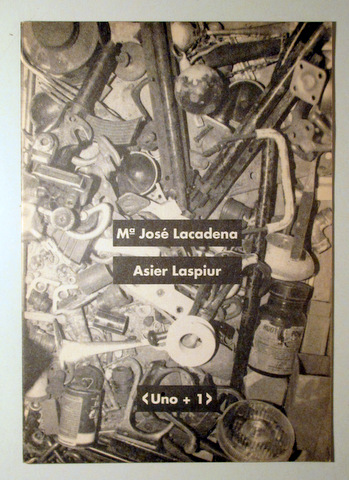 Mª José Lacadena
Asier Laspiur
<Uno + 1>